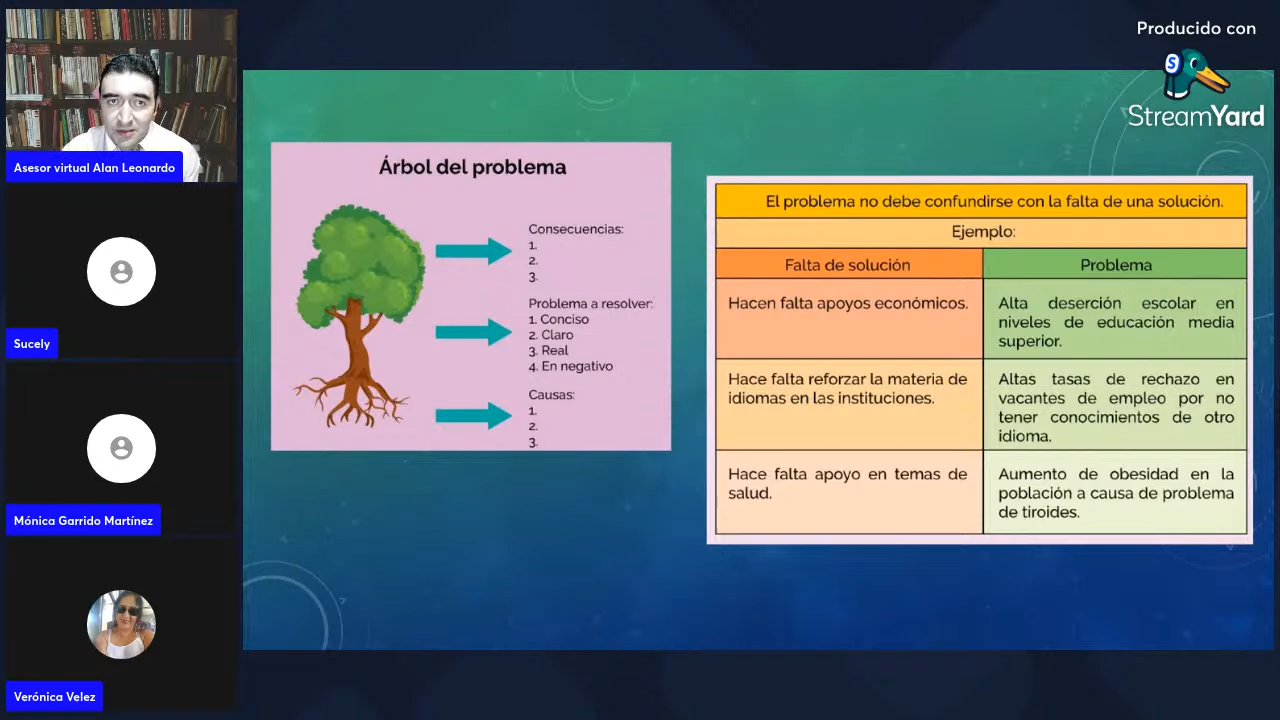 Producido con
S
StreamYard
Asesor virtual Alan Leonardo
Sucely
Mónica Garrido Martínez
Verónica Velez
Árbol del problema
Consecuencias:
1.
2.
3.
Problema a resolver:
1. Conciso
2. Claro
3. Real
4. En negativo
Causas:
1.
2.
3.
El problema no debe confundirse con la falta de una solución.
Ejemplo:
Falta de solución
Problema
Hacen falta apoyos económicos.
Alta deserción escolar en
niveles de educación media
superior.
Hace falta reforzar la materia de
idiomas en las instituciones.
Altas tasas de rechazo en
vacantes de empleo por no
tener conocimientos de otro
idioma.
Hace falta apoyo en temas de
salud.
Aumento de obesidad en la
población a causa de problema
de tiroides.